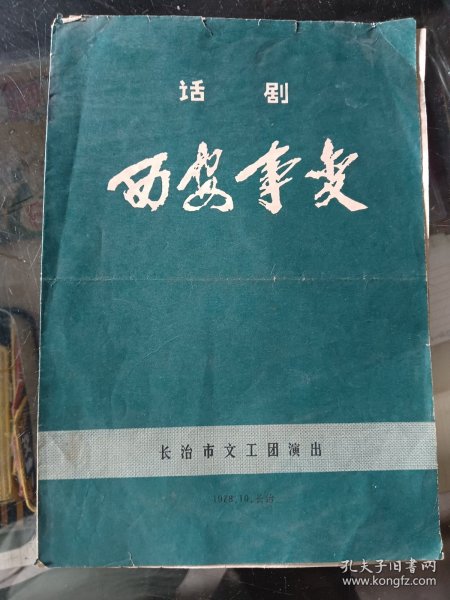 话剧
西安事变
长治市文工团演出
1978.10.长治
孔夫子旧书网
www.kongfz.com